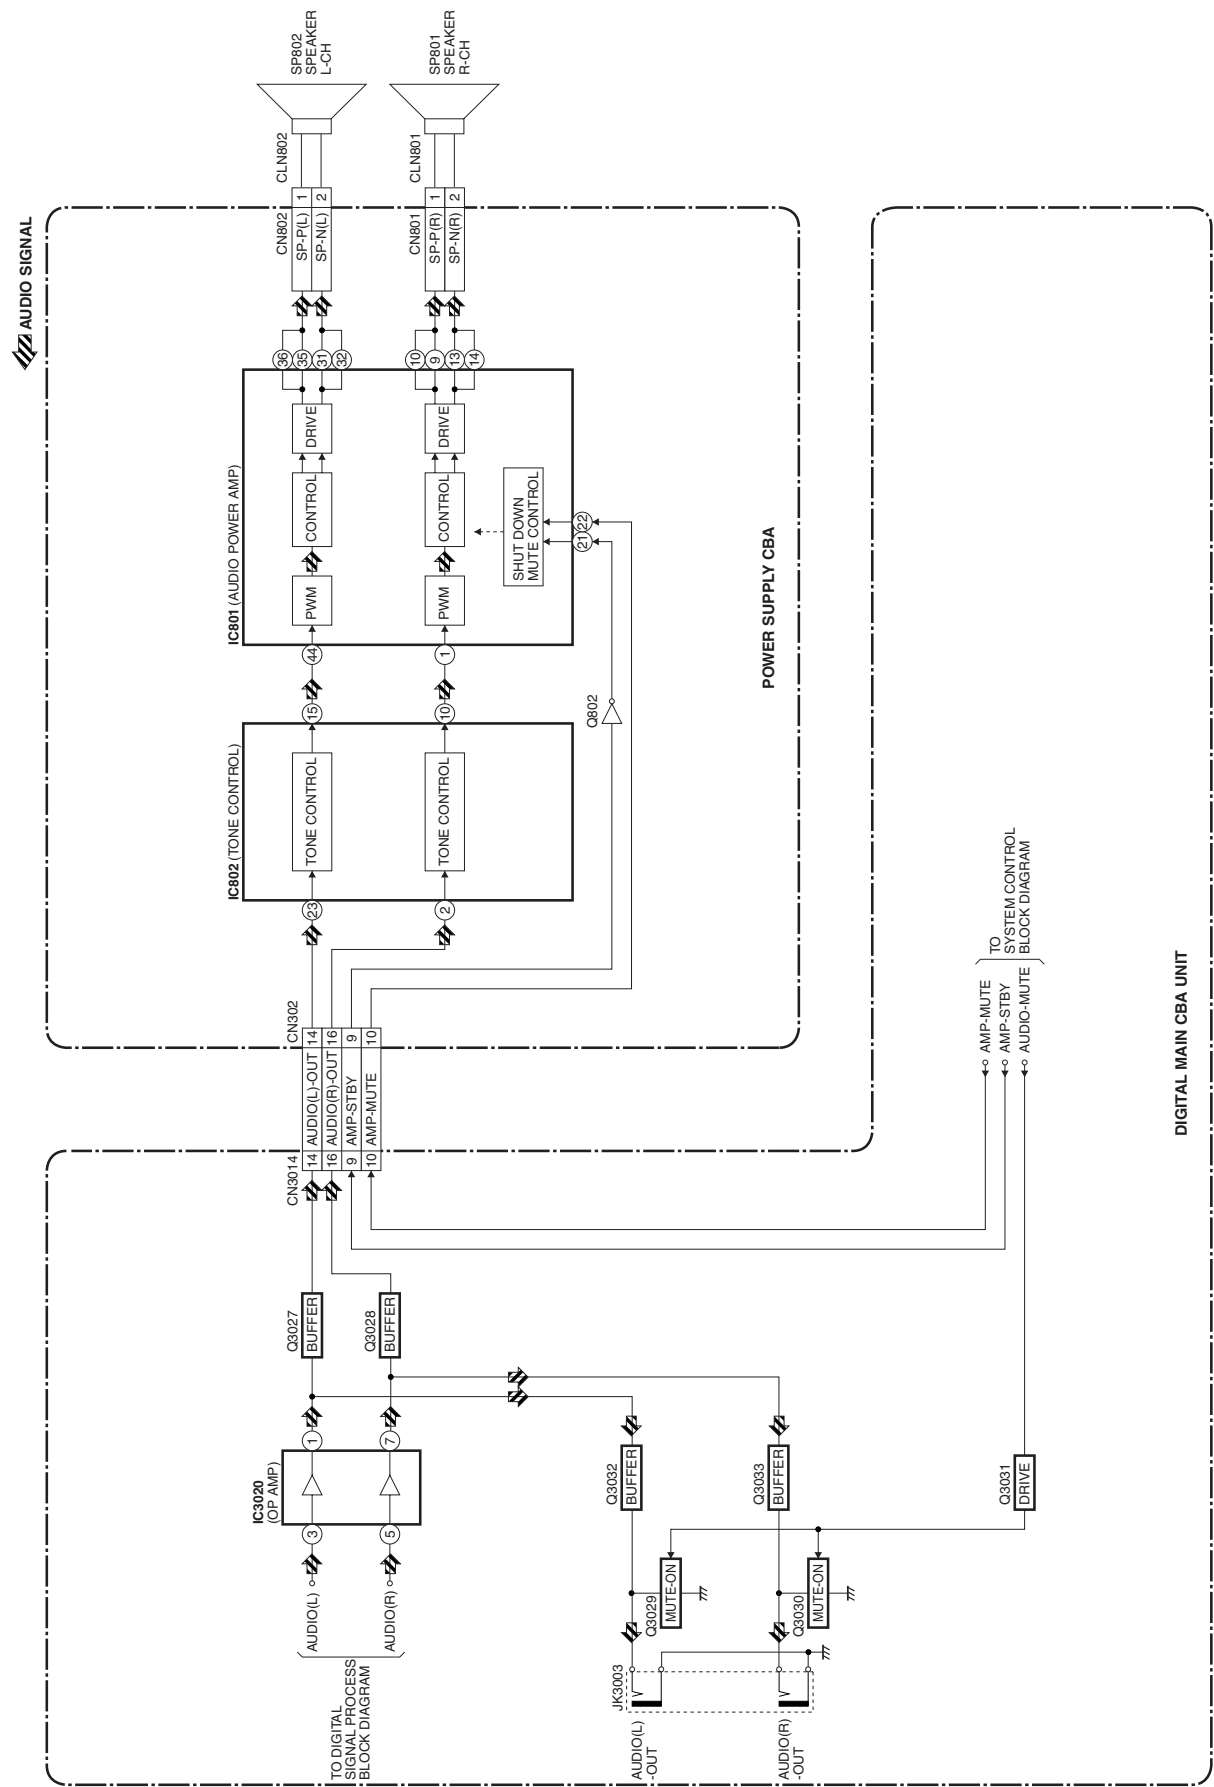 AUDIO SIGNAL
SP802
SPEAKER
L-CH
SP801
SPEAKER
R-CH
CLN802
CLN801
CN802
SP-P(L) 1
SP-N(L) 2
CN801
SP-P(R) 1
SP-N(R) 2
36
35
31
32
10
9
13
14
IC801 (AUDIO POWER AMP)
DRIVE
CONTROL
PWM
DRIVE
CONTROL
PWM
SHUT DOWN
MUTE CONTROL
21
22
44
1
15
10
Q802
IC802 (TONE CONTROL)
TONE CONTROL
TONE CONTROL
23
2
POWER SUPPLY CBA
CN302
CN3014
14 AUDIO(L)-OUT 14
16 AUDIO(R)-OUT 16
9 AMP-STBY 9
10 AMP-MUTE 10
AMP-MUTE
AMP-STBY
AUDIO-MUTE
TO
SYSTEM CONTROL
BLOCK DIAGRAM
DIGITAL MAIN CBA UNIT
Q3027
BUFFER
Q3028
BUFFER
IC3020
(OP AMP)
1
7
3
5
AUDIO(L)
AUDIO(R)
TO DIGITAL
SIGNAL PROCESS
BLOCK DIAGRAM
Q3032
BUFFER
Q3033
BUFFER
Q3031
DRIVE
Q3029
MUTE-ON
Q3030
MUTE-ON
JK3003
AUDIO(L)
-OUT
AUDIO(R)
-OUT